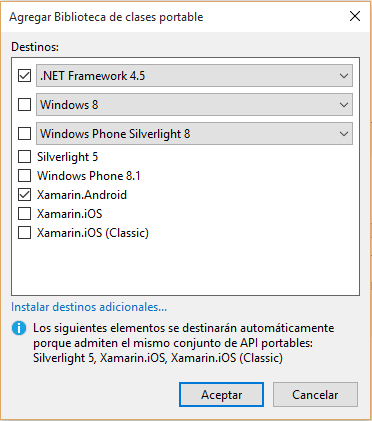 Agregar Biblioteca de clases portable
Destinos:
.NET Framework 4.5
Windows 8
Windows Phone Silverlight 8
Silverlight 5
Windows Phone 8.1
Xamarin.Android
Xamarin.iOS
Xamarin.iOS (Classic)
Instalar destinos adicionales...
Los siguientes elementos se destinarán automáticamente
porque admiten el mismo conjunto de API portables:
Silverlight 5, Xamarin.iOS, Xamarin.iOS (Classic)
Aceptar
Cancelar